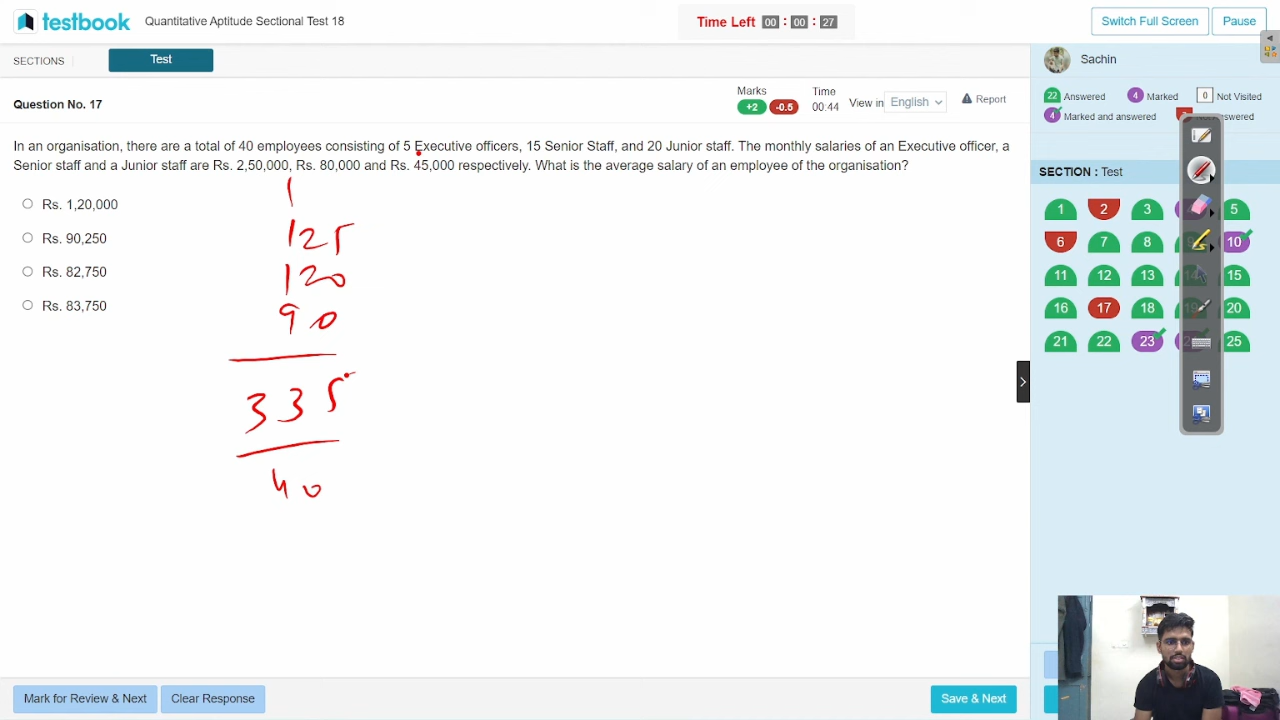 testbook
Quantitative Aptitude Sectional Test 18
Time Left 00 : 00 : 27
Switch Full Screen
Pause
SECTIONS
Test
Sachin
Question No. 17
Marks
+2 -0.5
Time
00:44
View in English
Report
22 Answered
4 Marked
0 Not Visited
4 Marked and answered
In an organisation, there are a total of 40 employees consisting of 5 Executive officers, 15 Senior Staff, and 20 Junior staff. The monthly salaries of an Executive officer, a
Senior staff and a Junior staff are Rs. 2,50,000, Rs. 80,000 and Rs. 45,000 respectively. What is the average salary of an employee of the organisation?
SECTION : Test
Rs. 1,20,000
Rs. 90,250
Rs. 82,750
Rs. 83,750
1
125
120
90
335
40
1 2 3 5
6 7 8 10
11 12 13 14 15
16 17 18 19 20
21 22 23 25
Mark for Review & Next
Clear Response
Save & Next